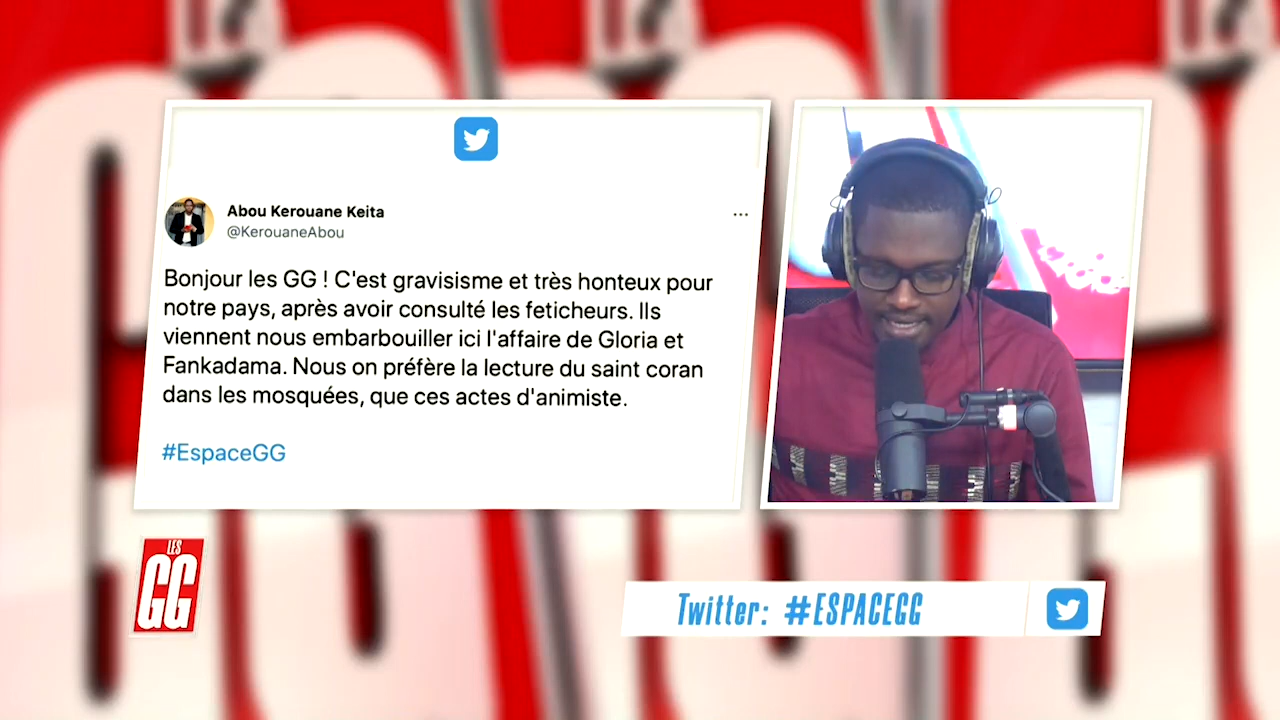 Abou Kerouane Keita
@KerouaneAbou
Bonjour les GG ! C'est gravisisme et très honteux pour
notre pays, après avoir consulté les feticheurs. Ils
viennent nous embarbouiller ici l'affaire de Gloria et
Fankadama. Nous on préfère la lecture du saint coran
dans les mosquées, que ces actes d'animiste.
#EspaceGG
LES
GG
Twitter: #ESPACEGG